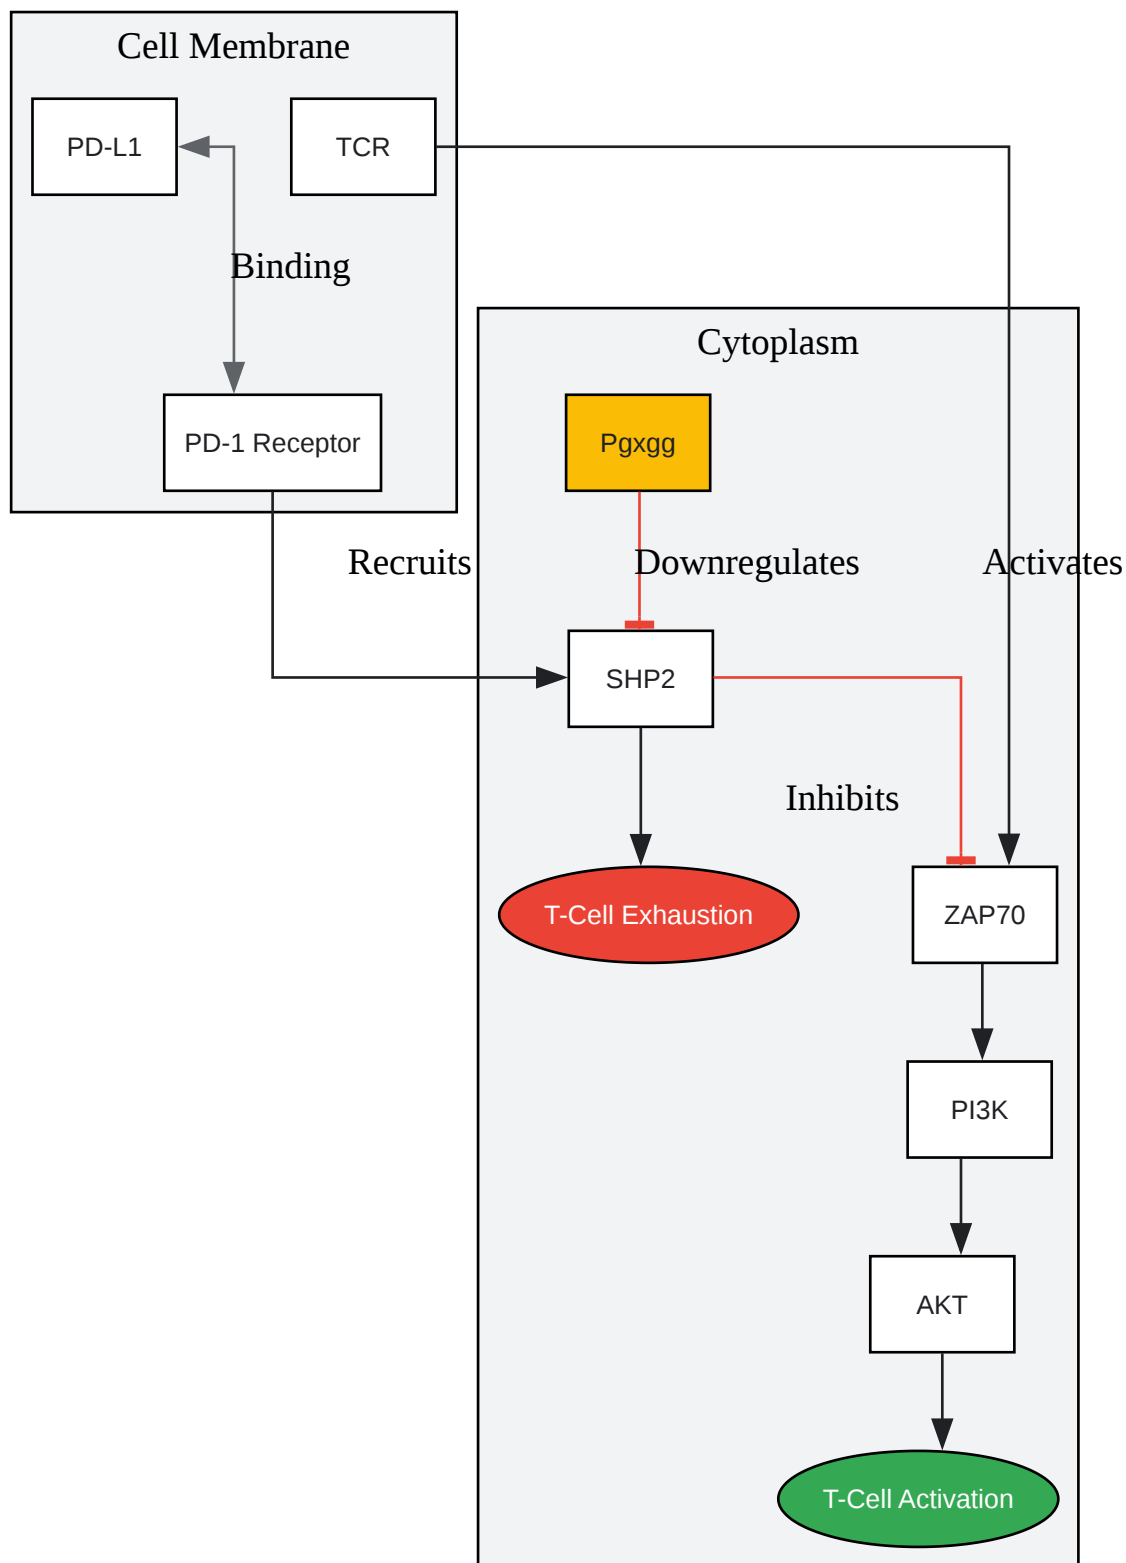 Cell Membrane
PD-L1
TCR
Binding
Cytoplasm
PD-1 Receptor
Pgxgg
Recruits
Downregulates
Activates
SHP2
Inhibits
T-Cell Exhaustion
ZAP70
PI3K
AKT
T-Cell Activation